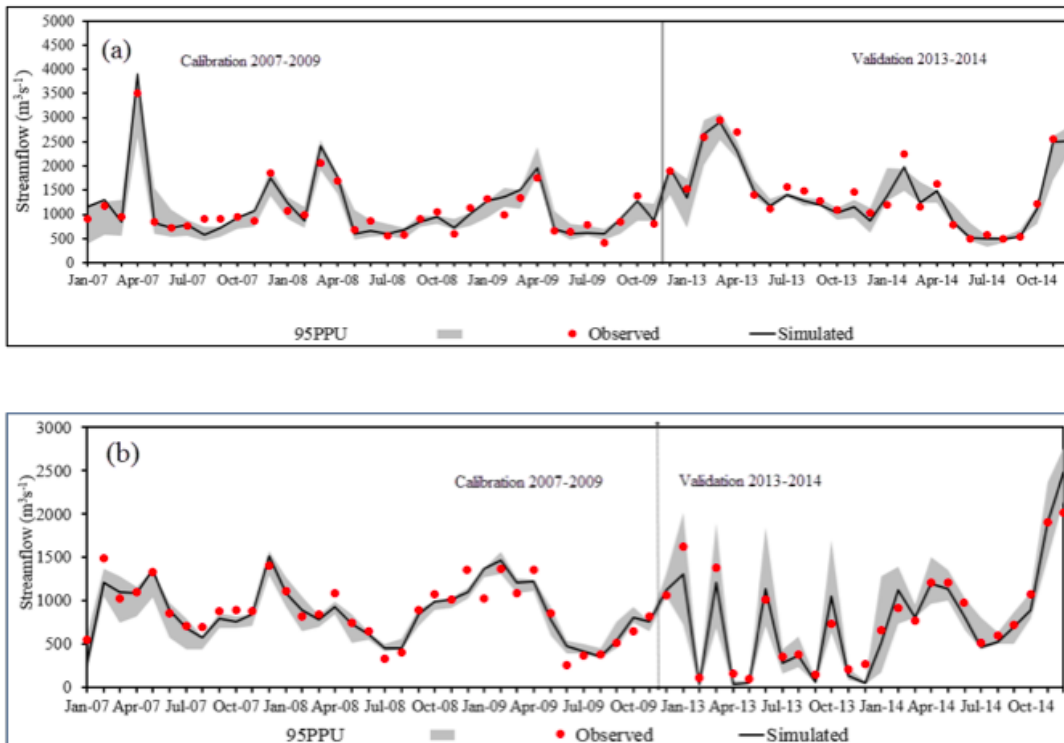 (a)
Calibration 2007-2009
Validation 2013-2014
Streamflow (m³s⁻¹)
5000
4500
4000
3500
3000
2500
2000
1500
1000
500
0
Jan-07 Apr-07 Jul-07 Oct-07 Jan-08 Apr-08 Jul-08 Oct-08 Jan-09 Apr-09 Jul-09 Oct-09 Jan-13 Apr-13 Jul-13 Oct-13 Jan-14 Apr-14 Jul-14 Oct-14
95PPU Observed Simulated
(b)
Calibration 2007-2009
Validation 2013-2014
Streamflow (m³s⁻¹)
3000
2500
2000
1500
1000
500
0
Jan-07 Apr-07 Jul-07 Oct-07 Jan-08 Apr-08 Jul-08 Oct-08 Jan-09 Apr-09 Jul-09 Oct-09 Jan-13 Apr-13 Jul-13 Oct-13 Jan-14 Apr-14 Jul-14 Oct-14
95PPU Observed Simulated